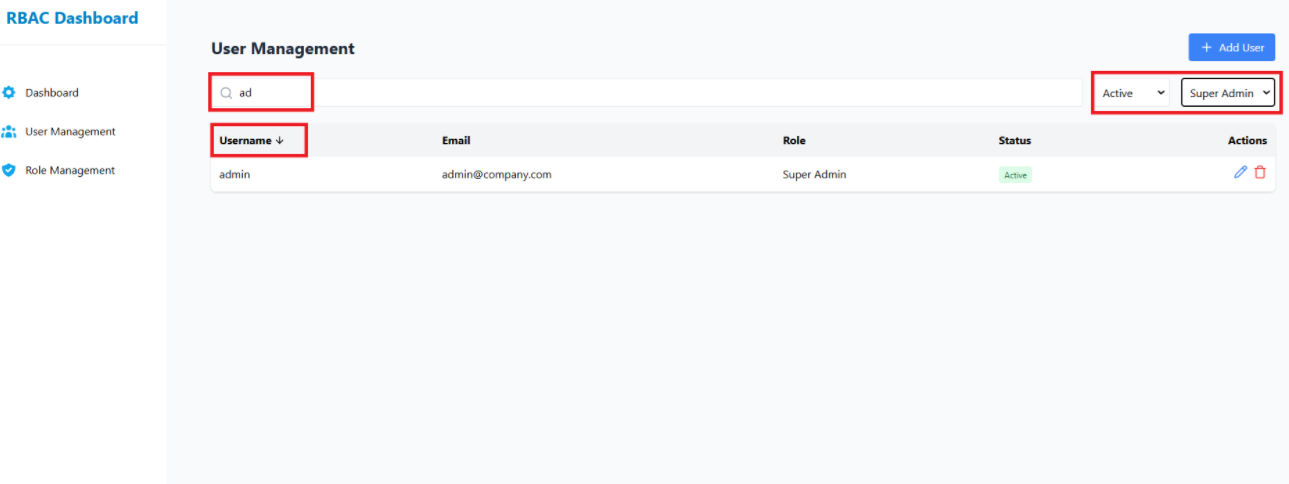 RBAC Dashboard
Dashboard
User Management
Role Management
User Management
+ Add User
ad
Active
Super Admin
Username ↓ Email Role Status Actions
admin admin@company.com Super Admin Active